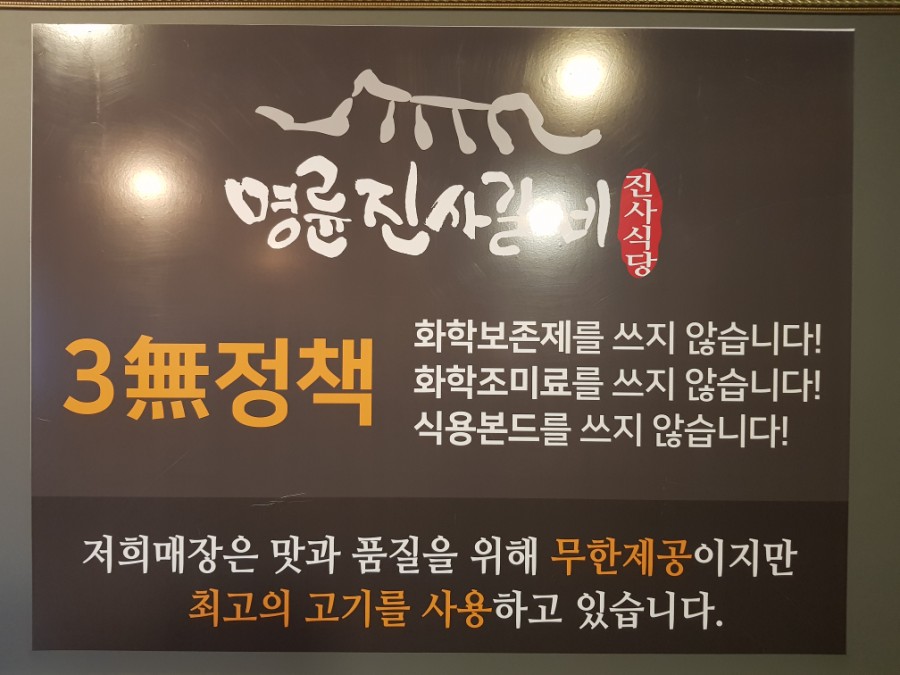 명륜진사갈비
진사식당
3無정책
화학보존제를 쓰지 않습니다!
화학조미료를 쓰지 않습니다!
식용본드를 쓰지 않습니다!
저희매장은 맛과 품질을 위해 무한제공이지만
최고의 고기를 사용하고 있습니다.